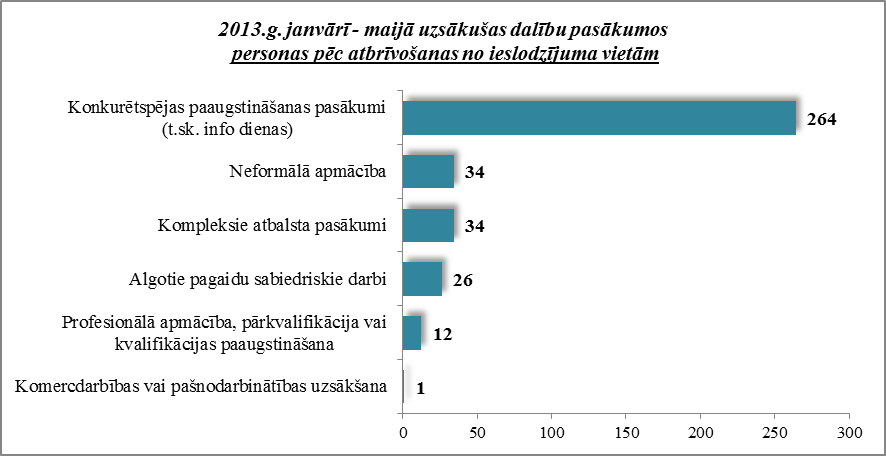 2013.g. janvārī - maijā uzsākušas dalību pasākumos
personas pēc atbrīvošanas no ieslodzījuma vietām
Konkurētspējas paaugstināšanas pasākumi
(t.sk. info dienas)
264
Neformālā apmācība
34
Kompleksie atbalsta pasākumi
34
Algotie pagaidu sabiedriskie darbi
26
Profesionālā apmācība, pārkvalifikācija vai
kvalifikācijas paaugstināšana
12
Komercdarbības vai pašnodarbinātības uzsākšana
1
0 50 100 150 200 250 300